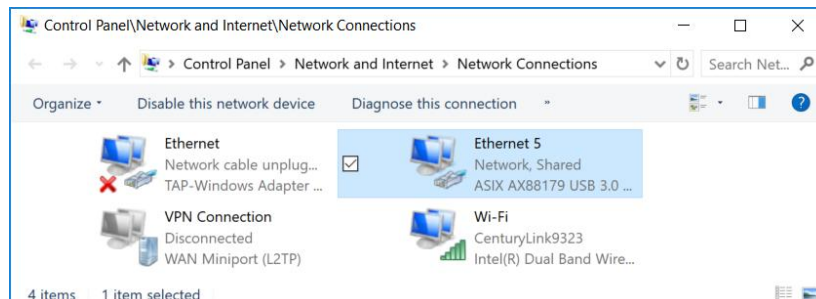 Control Panel\Network and Internet\Network Connections
Control Panel > Network and Internet > Network Connections
Search Net...
Organize
Disable this network device
Diagnose this connection
»
Ethernet
Network cable unplug...
TAP-Windows Adapter ...
Ethernet 5
Network, Shared
ASIX AX88179 USB 3.0 ...
VPN Connection
Disconnected
WAN Miniport (L2TP)
Wi-Fi
CenturyLink9323
Intel(R) Dual Band Wire...
4 items
1 item selected